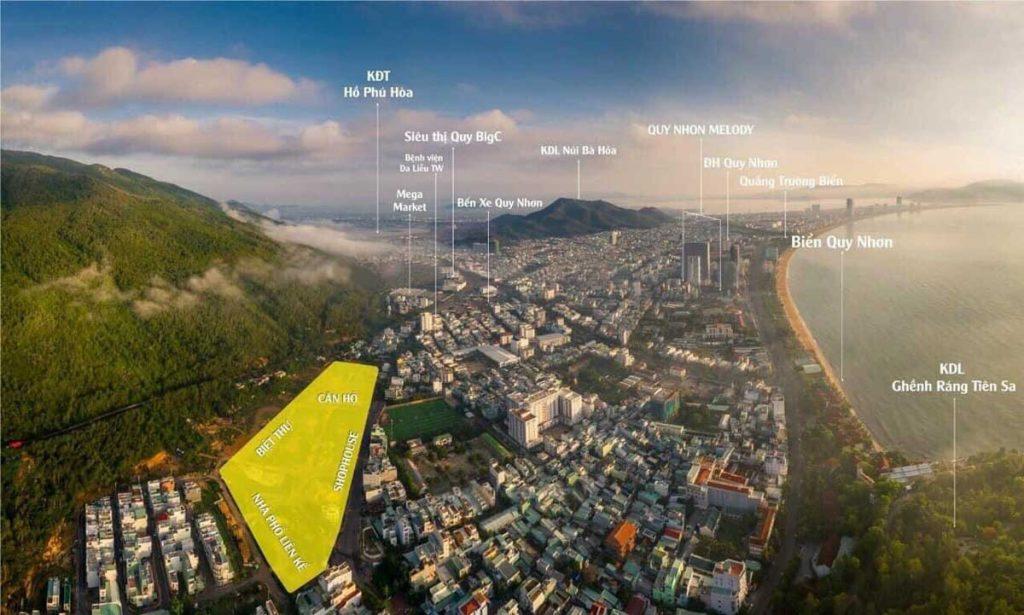 KĐT
Hồ Phú Hòa
Siêu thị Quy BigC
Bệnh viện
Da Liễu TW
Mega
Market
Bến Xe Quy Nhơn
KDL Núi Bà Hỏa
QUY NHON MELODY
ĐH Quy Nhơn
Quảng Trường Biển
Biển Quy Nhơn
KDL
Ghềnh Ráng Tiên Sa
CĂN HỘ
BIỆT THỰ
SHOPHOUSE
NHÀ PHỐ LIÊN KẾ